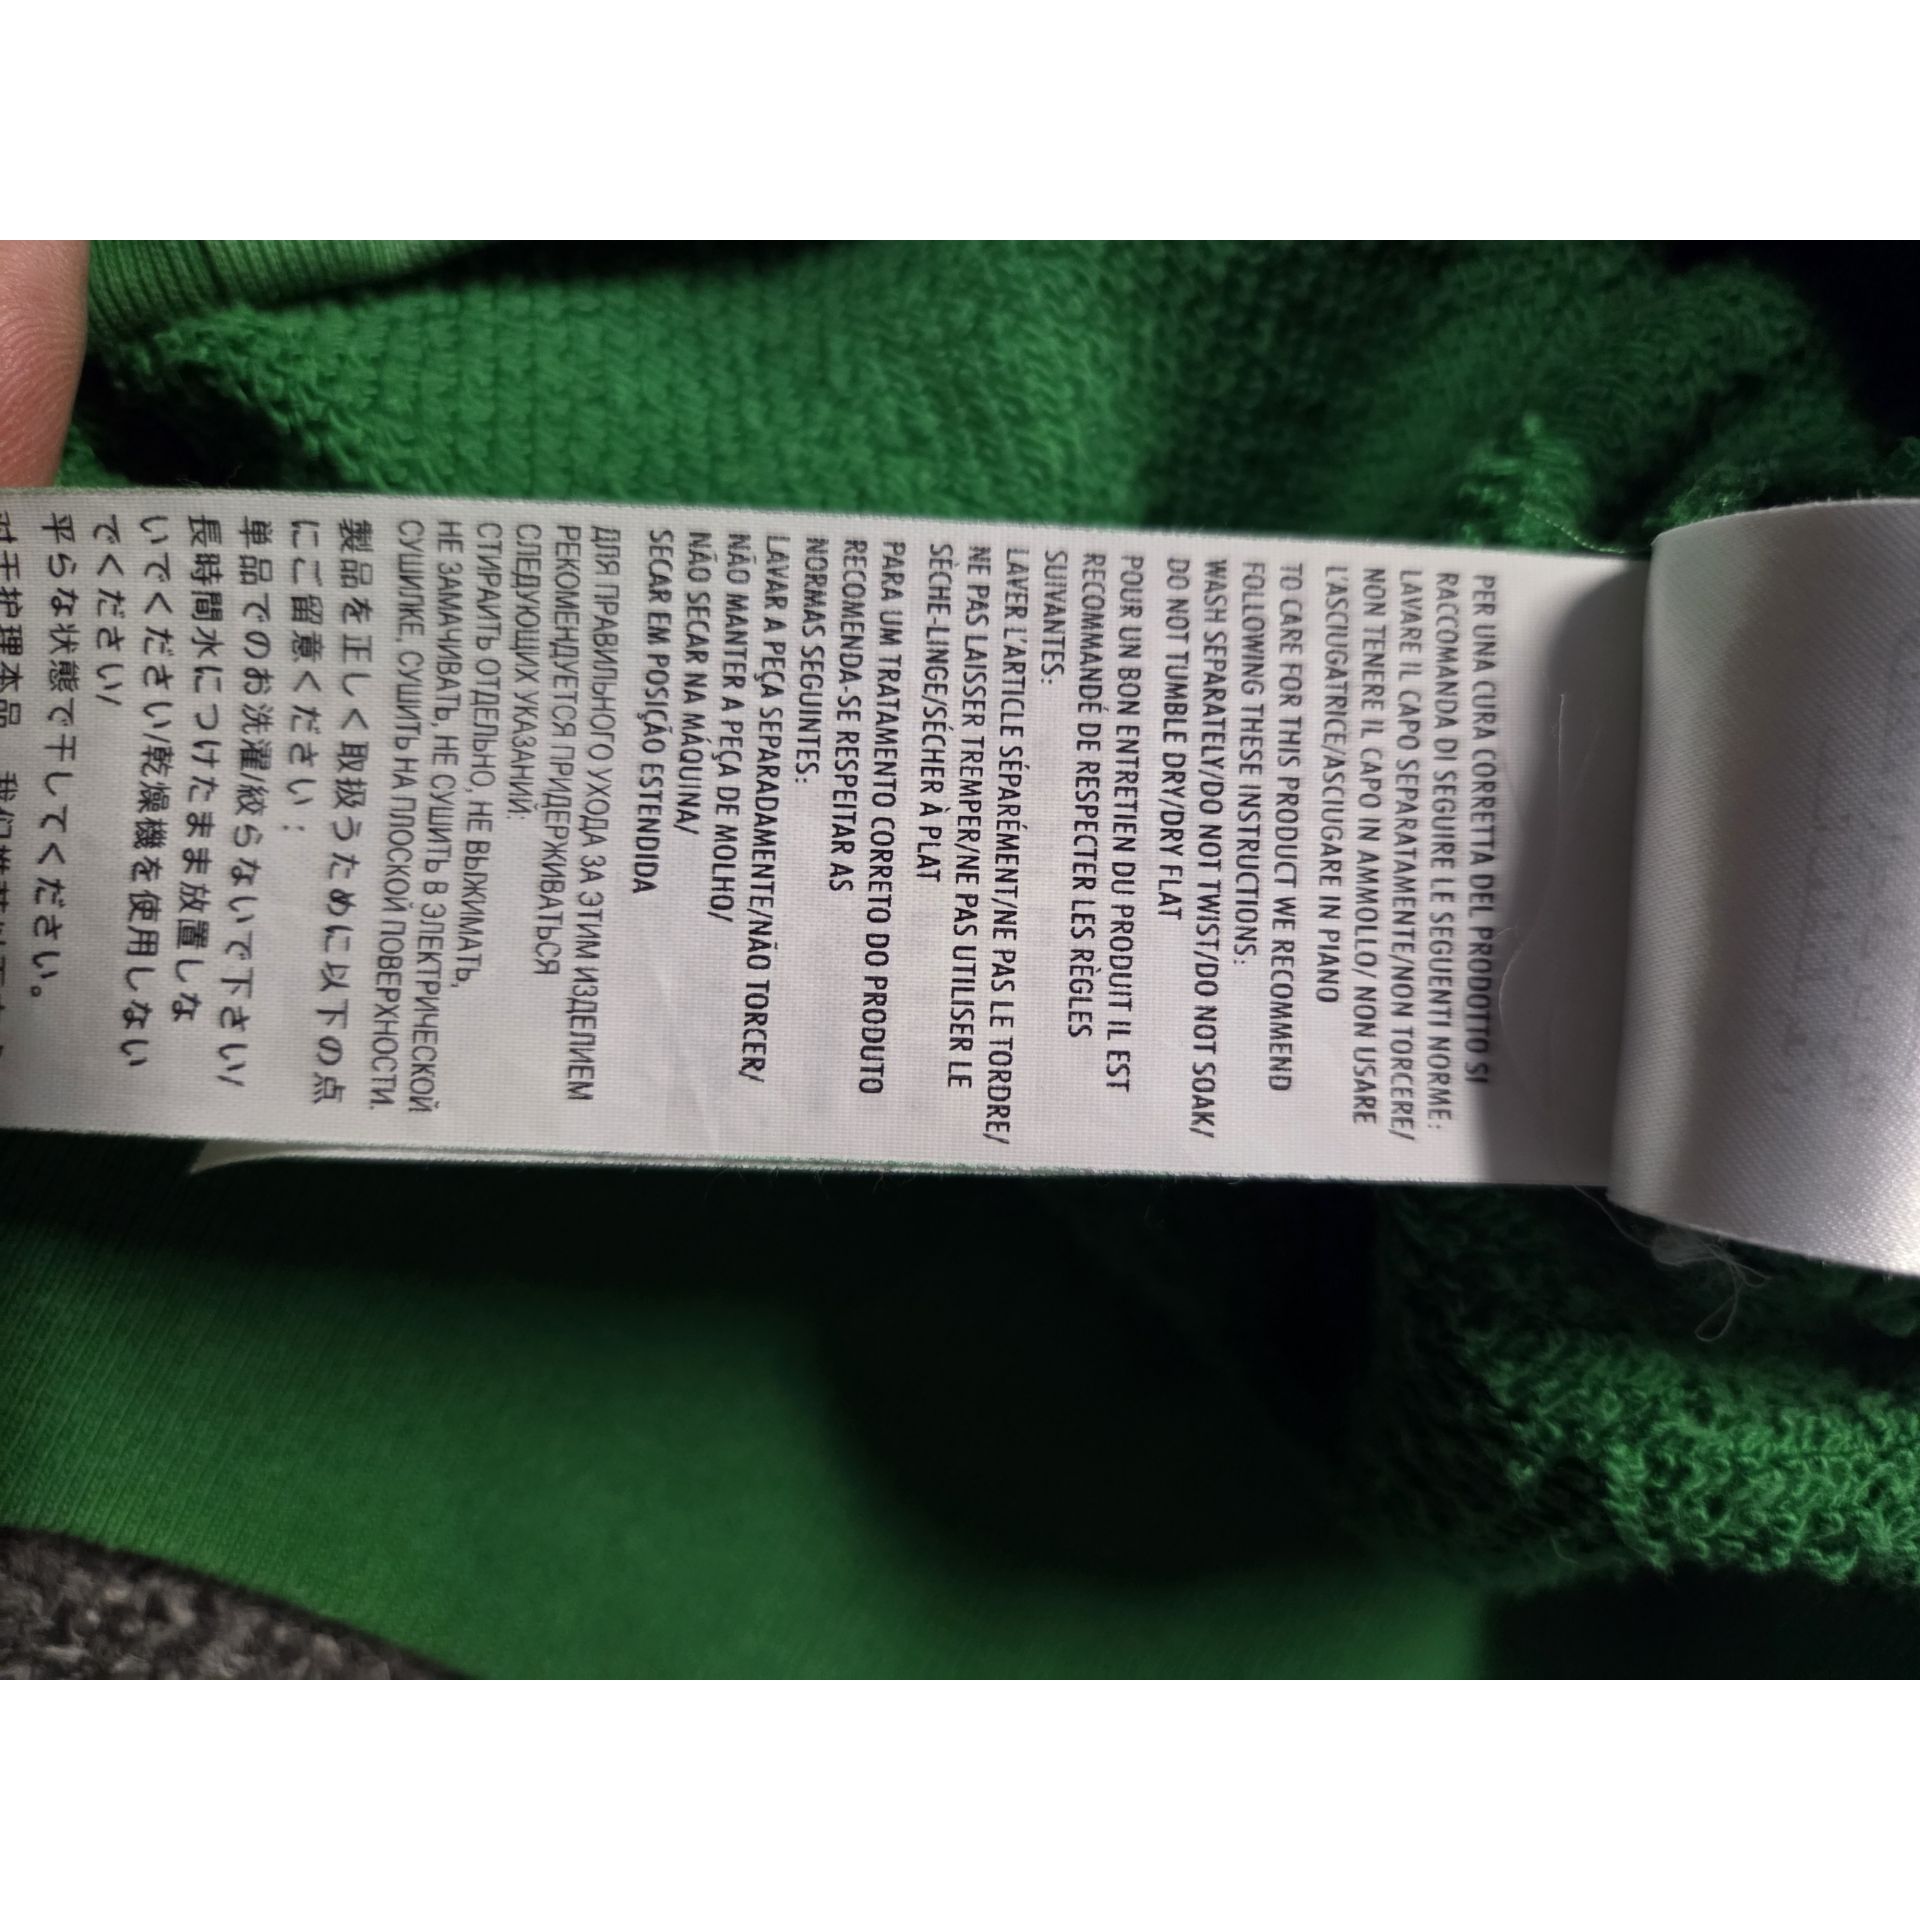 PER UNA CURA CORRETTA DEL PRODOTTO SI
RACCOMANDA DI SEGUIRE LE SEGUENTI NORME:
LAVARE IL CAPO SEPARATAMENTE/NON TORCERE/
NON TENERE IL CAPO IN AMMOLLO/ NON USARE
L'ASCIUGATRICE/ASCIUGARE IN PIANO
TO CARE FOR THIS PRODUCT WE RECOMMEND
FOLLOWING THESE INSTRUCTIONS:
WASH SEPARATELY/DO NOT TWIST/DO NOT SOAK/
DO NOT TUMBLE DRY/DRY FLAT
POUR UN BON ENTRETIEN DU PRODUIT IL EST
RECOMMANDÉ DE RESPECTER LES RÈGLES
SUIVANTES:
LAVER L'ARTICLE SÉPARÉMENT/NE PAS LE TORDRE/
NE PAS LAISSER TREMPER/NE PAS UTILISER LE
SÈCHE-LINGE/SÉCHER À PLAT
PARA UM TRATAMENTO CORRETO DO PRODUTO
RECOMENDA-SE RESPEITAR AS
NORMAS SEGUINTES:
LAVAR A PEÇA SEPARADAMENTE/NÃO TORCER/
NÃO MANTER A PEÇA DE MOLHO/
NÃO SECAR NA MÁQUINA/
SECAR EM POSIÇÃO ESTENDIDA
ДЛЯ ПРАВИЛЬНОГО УХОДА ЗА ЭТИМ ИЗДЕЛИЕМ
РЕКОМЕНДУЕТСЯ ПРИДЕРЖИВАТЬСЯ
СЛЕДУЮЩИХ УКАЗАНИЙ:
СТИРАТЬ ОТДЕЛЬНО, НЕ ВЫЖИМАТЬ,
НЕ ЗАМАЧИВАТЬ, НЕ СУШИТЬ В ЭЛЕКТРИЧЕСКОЙ
СУШИЛКЕ, СУШИТЬ НА ПЛОСКОЙ ПОВЕРХНОСТИ.
製品を正しく取扱うために以下の点
にご留意ください:
単品でのお洗濯/絞らないで下さい/
長時間水につけたまま放置しな
いでください/乾燥機を使用しない
でください/
平らな状態で干してください。